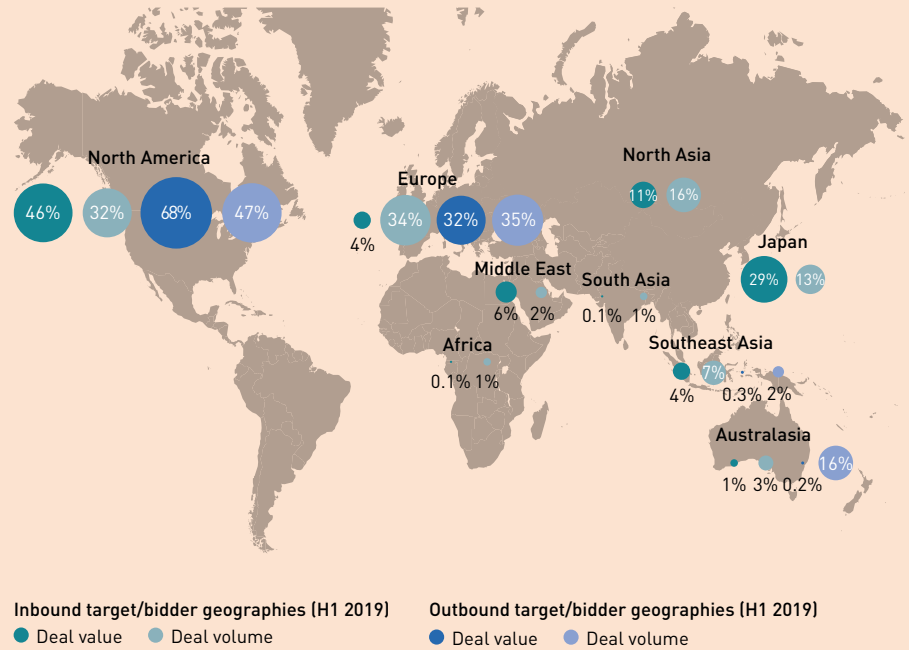 North America
46% 32% 68% 47%
Europe
4% 34% 32% 35%
North Asia
11% 16%
Japan
29% 13%
Middle East
6% 2%
South Asia
0.1% 1%
Africa
0.1% 1%
Southeast Asia
4% 7% 0.3% 2%
Australasia
1% 3% 0.2% 16%
Inbound target/bidder geographies (H1 2019)
Deal value Deal volume
Outbound target/bidder geographies (H1 2019)
Deal value Deal volume